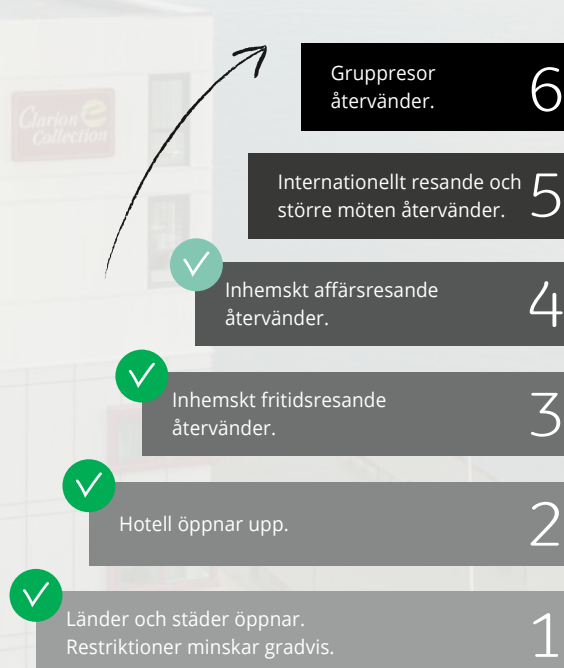 Clarion
Collection
Gruppresor
återvänder.
6
Internationellt resande och
större möten återvänder.
5
Inhemskt affärsresande
återvänder.
4
Inhemskt fritidsresande
återvänder.
3
Hotell öppnar upp.
2
Länder och städer öppnar.
Restriktioner minskar gradvis.
1